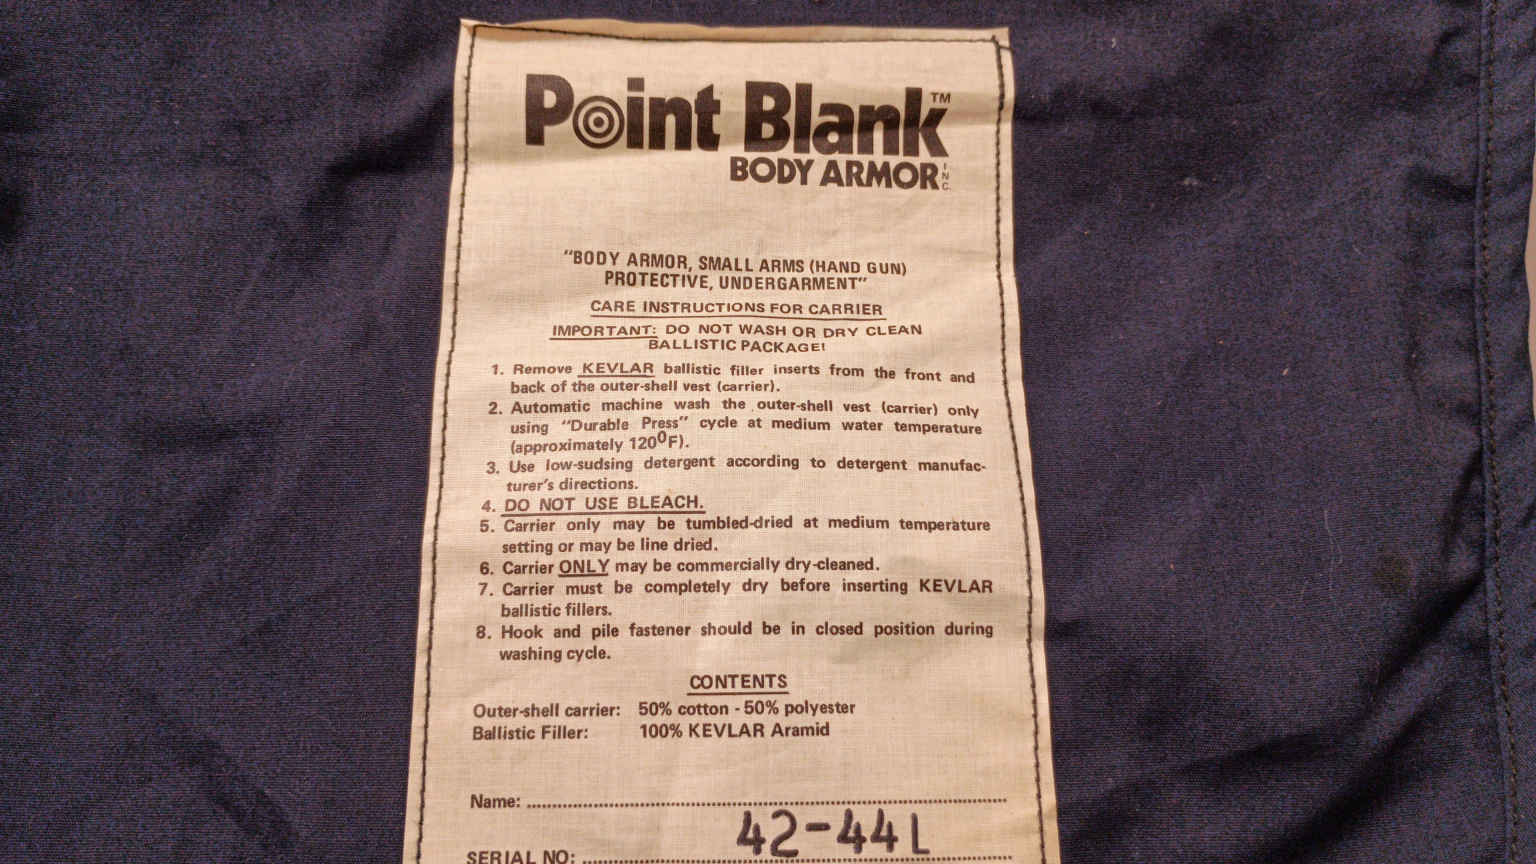 Point Blank™
BODY ARMOR INC.
"BODY ARMOR, SMALL ARMS (HAND GUN)
PROTECTIVE, UNDERGARMENT"
CARE INSTRUCTIONS FOR CARRIER
IMPORTANT: DO NOT WASH OR DRY CLEAN
BALLISTIC PACKAGE!
1. Remove KEVLAR ballistic filler inserts from the front and
back of the outer-shell vest (carrier).
2. Automatic machine wash the outer-shell vest (carrier) only
using "Durable Press" cycle at medium water temperature
(approximately 120⁰F).
3. Use low-sudsing detergent according to detergent manufac-
turer's directions.
4. DO NOT USE BLEACH.
5. Carrier only may be tumbled-dried at medium temperature
setting or may be line dried.
6. Carrier ONLY may be commercially dry-cleaned.
7. Carrier must be completely dry before inserting KEVLAR
ballistic fillers.
8. Hook and pile fastener should be in closed position during
washing cycle.
CONTENTS
Outer-shell carrier: 50% cotton - 50% polyester
Ballistic Filler: 100% KEVLAR Aramid
Name:
42-44L
SERIAL NO: